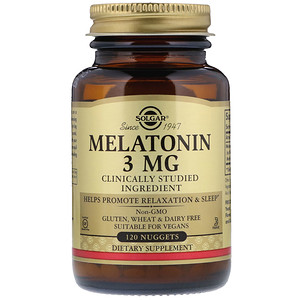 SOLGAR®
Since 1947
MELATONIN
3 MG
CLINICALLY STUDIED
INGREDIENT
HELPS PROMOTE RELAXATION & SLEEP*
Non-GMO
GLUTEN, WHEAT & DAIRY FREE
SUITABLE FOR VEGANS
120 NUGGETS
DIETARY SUPPLEMENT